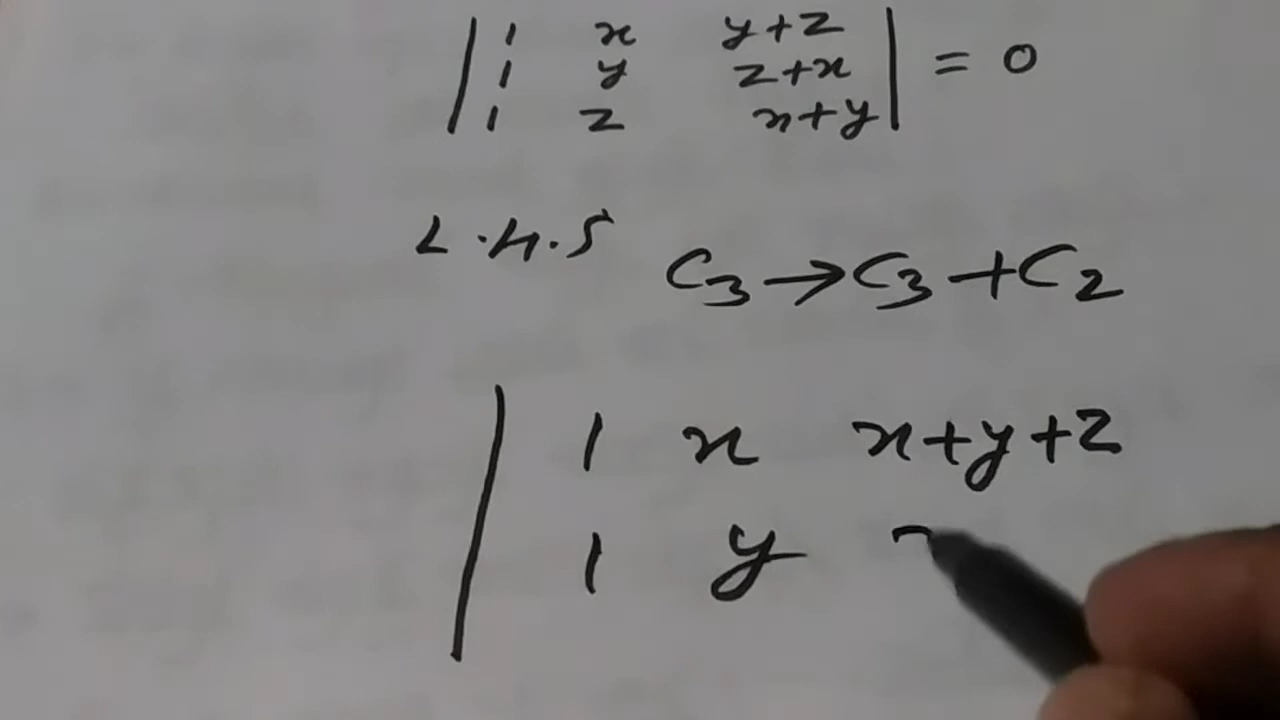 | 1 x y+z |
| 1 y z+x | = 0
| 1 z x+y |
L.H.S
C3→C3+C2
| 1 x x+y+z
1 y